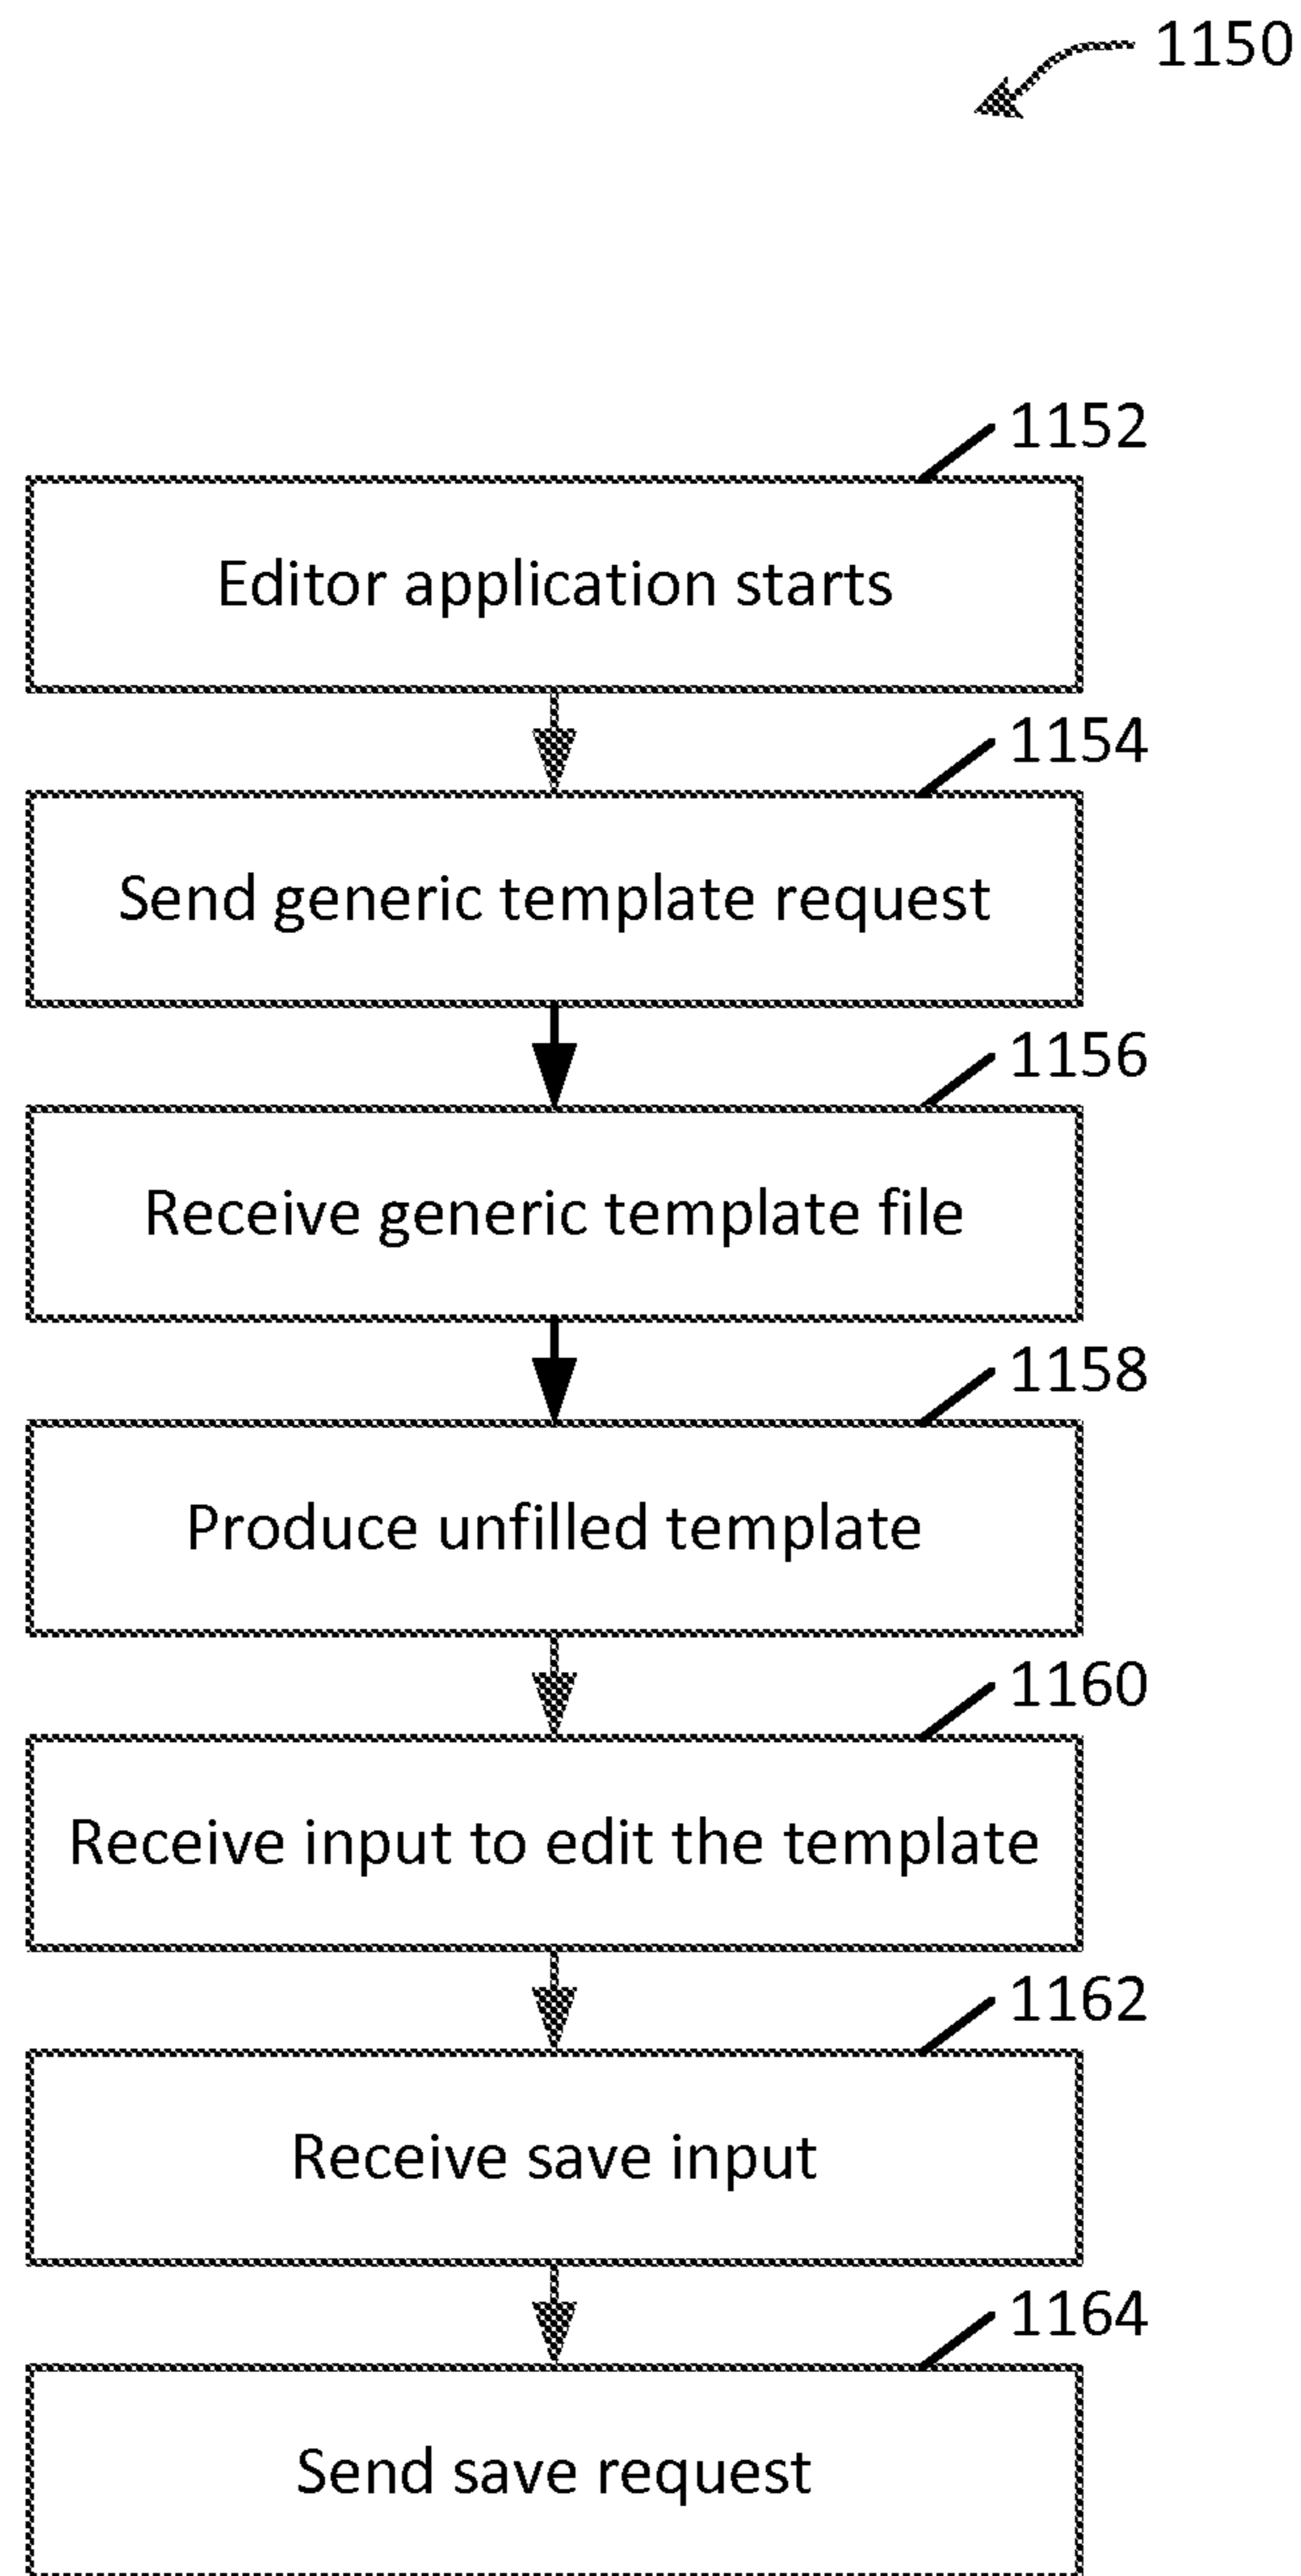 1150
1152
Editor application starts
1154
Send generic template request
1156
Receive generic template file
1158
Produce unfilled template
1160
Receive input to edit the template
1162
Receive save input
1164
Send save request